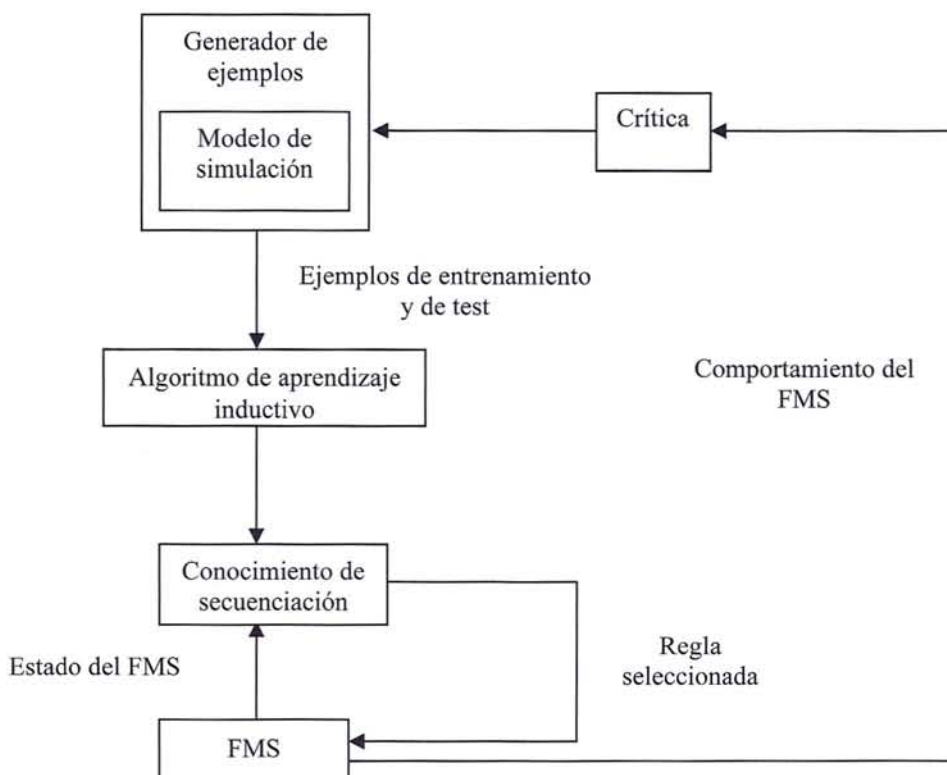 Generador de
ejemplos
Modelo de
simulación
Crítica
Ejemplos de entrenamiento
y de test
Algoritmo de aprendizaje
inductivo
Comportamiento del
FMS
Conocimiento de
secuenciación
Estado del FMS
Regla
seleccionada
FMS